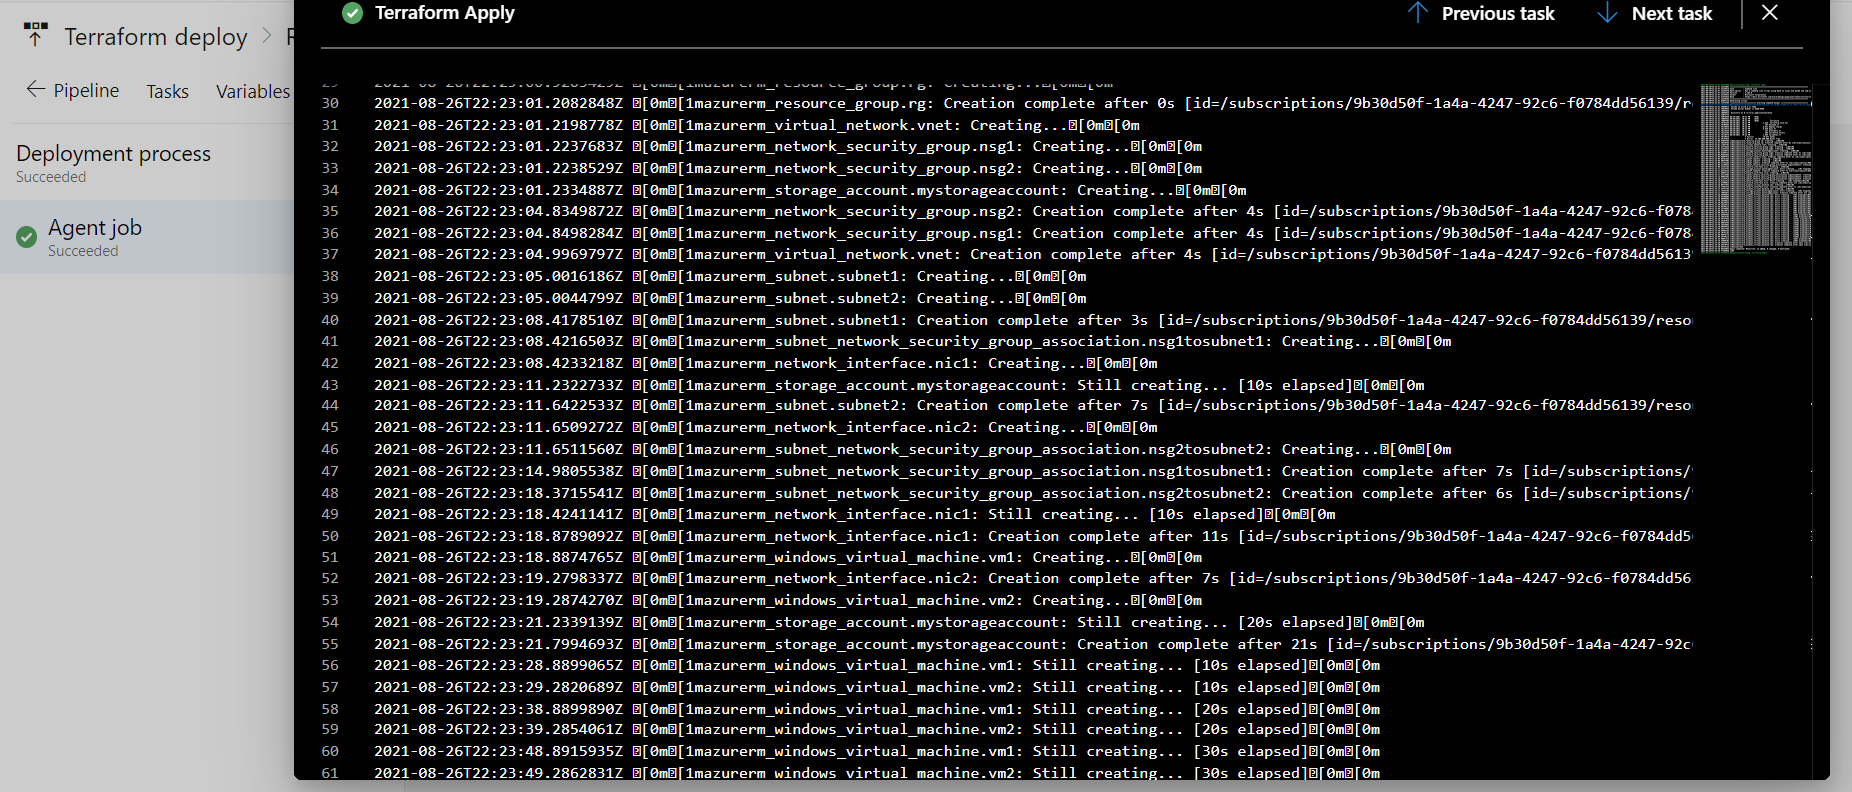 Terraform deploy > R
← Pipeline Tasks Variables
Deployment process
Succeeded
Agent job
Succeeded
Terraform Apply
↑ Previous task ↓ Next task ×
30 2021-08-26T22:23:01.2082848Z [0m[1mazurerm_resource_group.rg: Creation complete after 0s [id=/subscriptions/9b30d50f-1a4a-4247-92c6-f0784dd56139/r
31 2021-08-26T22:23:01.2198778Z [0m[1mazurerm_virtual_network.vnet: Creating...[0m[0m
32 2021-08-26T22:23:01.2237683Z [0m[1mazurerm_network_security_group.nsg1: Creating...[0m[0m
33 2021-08-26T22:23:01.2238529Z [0m[1mazurerm_network_security_group.nsg2: Creating...[0m[0m
34 2021-08-26T22:23:01.2334887Z [0m[1mazurerm_storage_account.mystorageaccount: Creating...[0m[0m
35 2021-08-26T22:23:04.8349872Z [0m[1mazurerm_network_security_group.nsg2: Creation complete after 4s [id=/subscriptions/9b30d50f-1a4a-4247-92c6-f078
36 2021-08-26T22:23:04.8498284Z [0m[1mazurerm_network_security_group.nsg1: Creation complete after 4s [id=/subscriptions/9b30d50f-1a4a-4247-92c6-f078
37 2021-08-26T22:23:04.9969797Z [0m[1mazurerm_virtual_network.vnet: Creation complete after 4s [id=/subscriptions/9b30d50f-1a4a-4247-92c6-f0784dd5613
38 2021-08-26T22:23:05.0016186Z [0m[1mazurerm_subnet.subnet1: Creating...[0m[0m
39 2021-08-26T22:23:05.0044799Z [0m[1mazurerm_subnet.subnet2: Creating...[0m[0m
40 2021-08-26T22:23:08.4178510Z [0m[1mazurerm_subnet.subnet1: Creation complete after 3s [id=/subscriptions/9b30d50f-1a4a-4247-92c6-f0784dd56139/reso
41 2021-08-26T22:23:08.4216503Z [0m[1mazurerm_subnet_network_security_group_association.nsg1tosubnet1: Creating...[0m[0m
42 2021-08-26T22:23:08.4233218Z [0m[1mazurerm_network_interface.nic1: Creating...[0m[0m
43 2021-08-26T22:23:11.2322733Z [0m[1mazurerm_storage_account.mystorageaccount: Still creating... [10s elapsed][0m[0m
44 2021-08-26T22:23:11.6422533Z [0m[1mazurerm_subnet.subnet2: Creation complete after 7s [id=/subscriptions/9b30d50f-1a4a-4247-92c6-f0784dd56139/reso
45 2021-08-26T22:23:11.6509272Z [0m[1mazurerm_network_interface.nic2: Creating...[0m[0m
46 2021-08-26T22:23:11.6511560Z [0m[1mazurerm_subnet_network_security_group_association.nsg2tosubnet2: Creating...[0m[0m
47 2021-08-26T22:23:14.9805538Z [0m[1mazurerm_subnet_network_security_group_association.nsg1tosubnet1: Creation complete after 7s [id=/subscriptions/
48 2021-08-26T22:23:18.3715541Z [0m[1mazurerm_subnet_network_security_group_association.nsg2tosubnet2: Creation complete after 6s [id=/subscriptions/
49 2021-08-26T22:23:18.4241141Z [0m[1mazurerm_network_interface.nic1: Still creating... [10s elapsed][0m[0m
50 2021-08-26T22:23:18.8789092Z [0m[1mazurerm_network_interface.nic1: Creation complete after 11s [id=/subscriptions/9b30d50f-1a4a-4247-92c6-f0784dd5
51 2021-08-26T22:23:18.8874765Z [0m[1mazurerm_windows_virtual_machine.vm1: Creating...[0m[0m
52 2021-08-26T22:23:19.2798337Z [0m[1mazurerm_network_interface.nic2: Creation complete after 7s [id=/subscriptions/9b30d50f-1a4a-4247-92c6-f0784dd56
53 2021-08-26T22:23:19.2874270Z [0m[1mazurerm_windows_virtual_machine.vm2: Creating...[0m[0m
54 2021-08-26T22:23:21.2339139Z [0m[1mazurerm_storage_account.mystorageaccount: Still creating... [20s elapsed][0m[0m
55 2021-08-26T22:23:21.7994693Z [0m[1mazurerm_storage_account.mystorageaccount: Creation complete after 21s [id=/subscriptions/9b30d50f-1a4a-4247-92c6
56 2021-08-26T22:23:28.8899065Z [0m[1mazurerm_windows_virtual_machine.vm1: Still creating... [10s elapsed][0m[0m
57 2021-08-26T22:23:29.2820689Z [0m[1mazurerm_windows_virtual_machine.vm2: Still creating... [10s elapsed][0m[0m
58 2021-08-26T22:23:38.8899890Z [0m[1mazurerm_windows_virtual_machine.vm1: Still creating... [20s elapsed][0m[0m
59 2021-08-26T22:23:39.2854061Z [0m[1mazurerm_windows_virtual_machine.vm2: Still creating... [20s elapsed][0m[0m
60 2021-08-26T22:23:48.8915935Z [0m[1mazurerm_windows_virtual_machine.vm1: Still creating... [30s elapsed][0m[0m
61 2021-08-26T22:23:49.2862831Z [0m[1mazurerm_windows_virtual_machine.vm2: Still creating... [30s elapsed][0m[0m